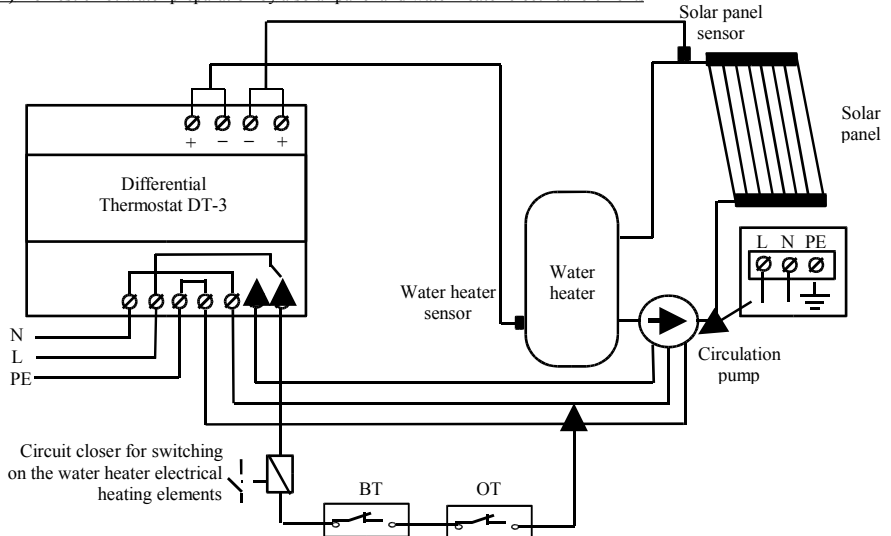 Solar panel
sensor
+ − − +
Solar
panel
Differential
Thermostat DT-3
L N PE
Water
heater
Water heater
sensor
N
L
PE
Circulation
pump
Circuit closer for switching
on the water heater electrical
heating elements
BT
OT